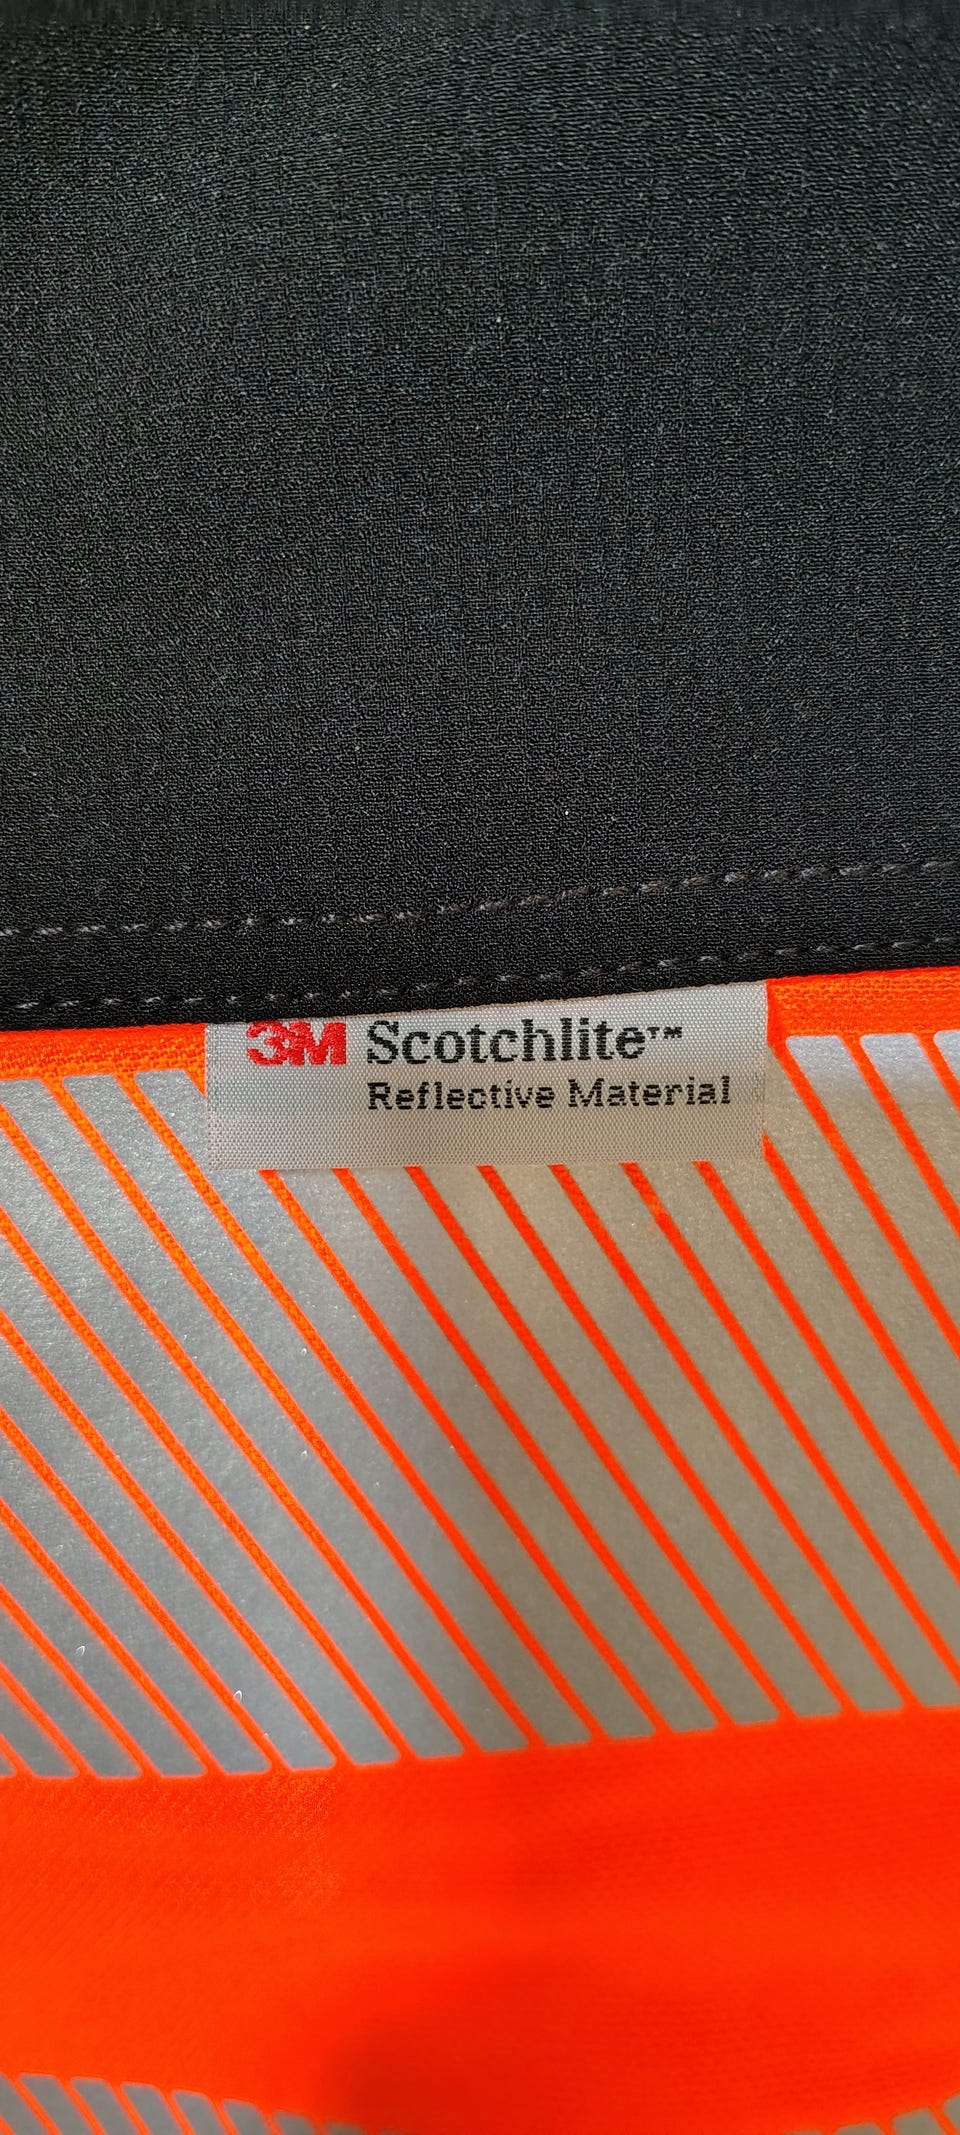 3M Scotchlite™
Reflective Material